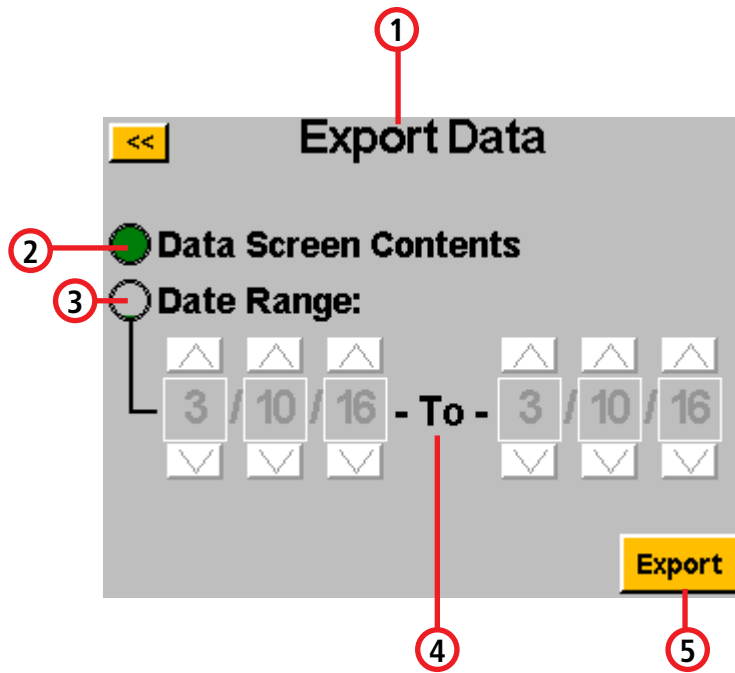 1
<< Export Data
2 Data Screen Contents
3 Date Range:
3 / 10 / 16 - To - 3 / 10 / 16
Export
4 5